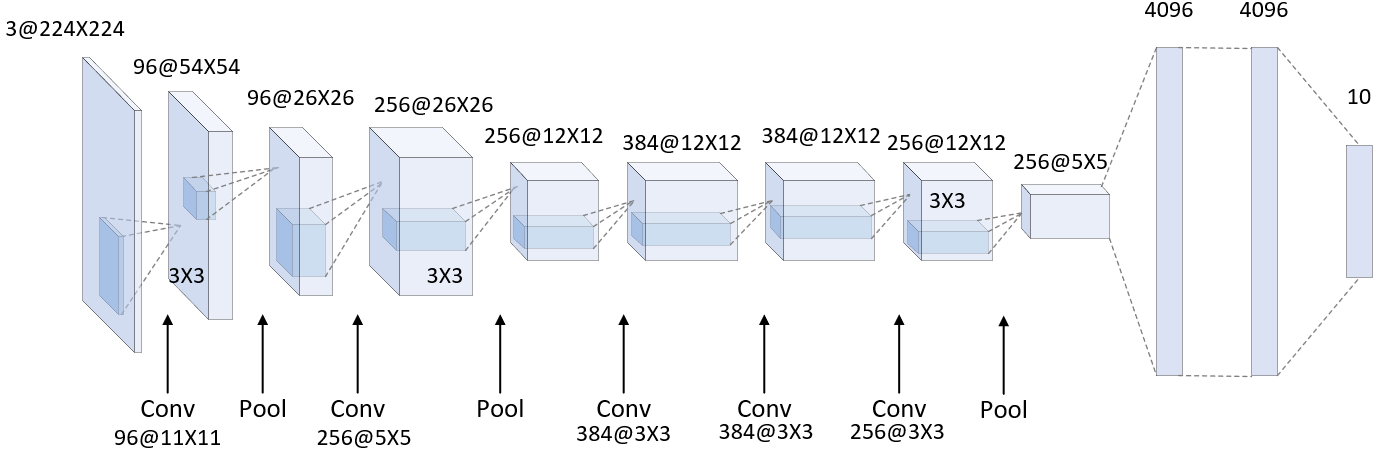 3@224X224
96@54X54
96@26X26
256@26X26
256@12X12
384@12X12
384@12X12
256@12X12
256@5X5
4096
4096
10
3X3
3X3
3X3
Conv
96@11X11
Pool
Conv
256@5X5
Pool
Conv
384@3X3
Conv
384@3X3
Conv
256@3X3
Pool